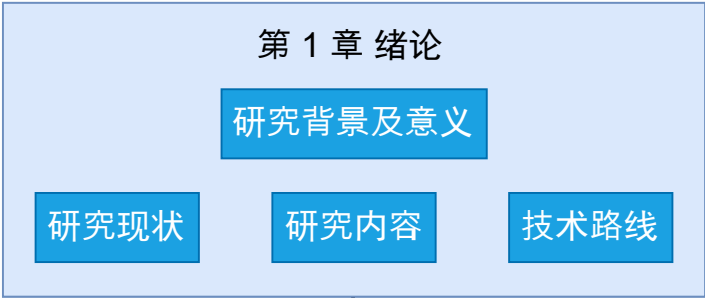 第 1 章 绪论
研究背景及意义
研究现状
研究内容
技术路线